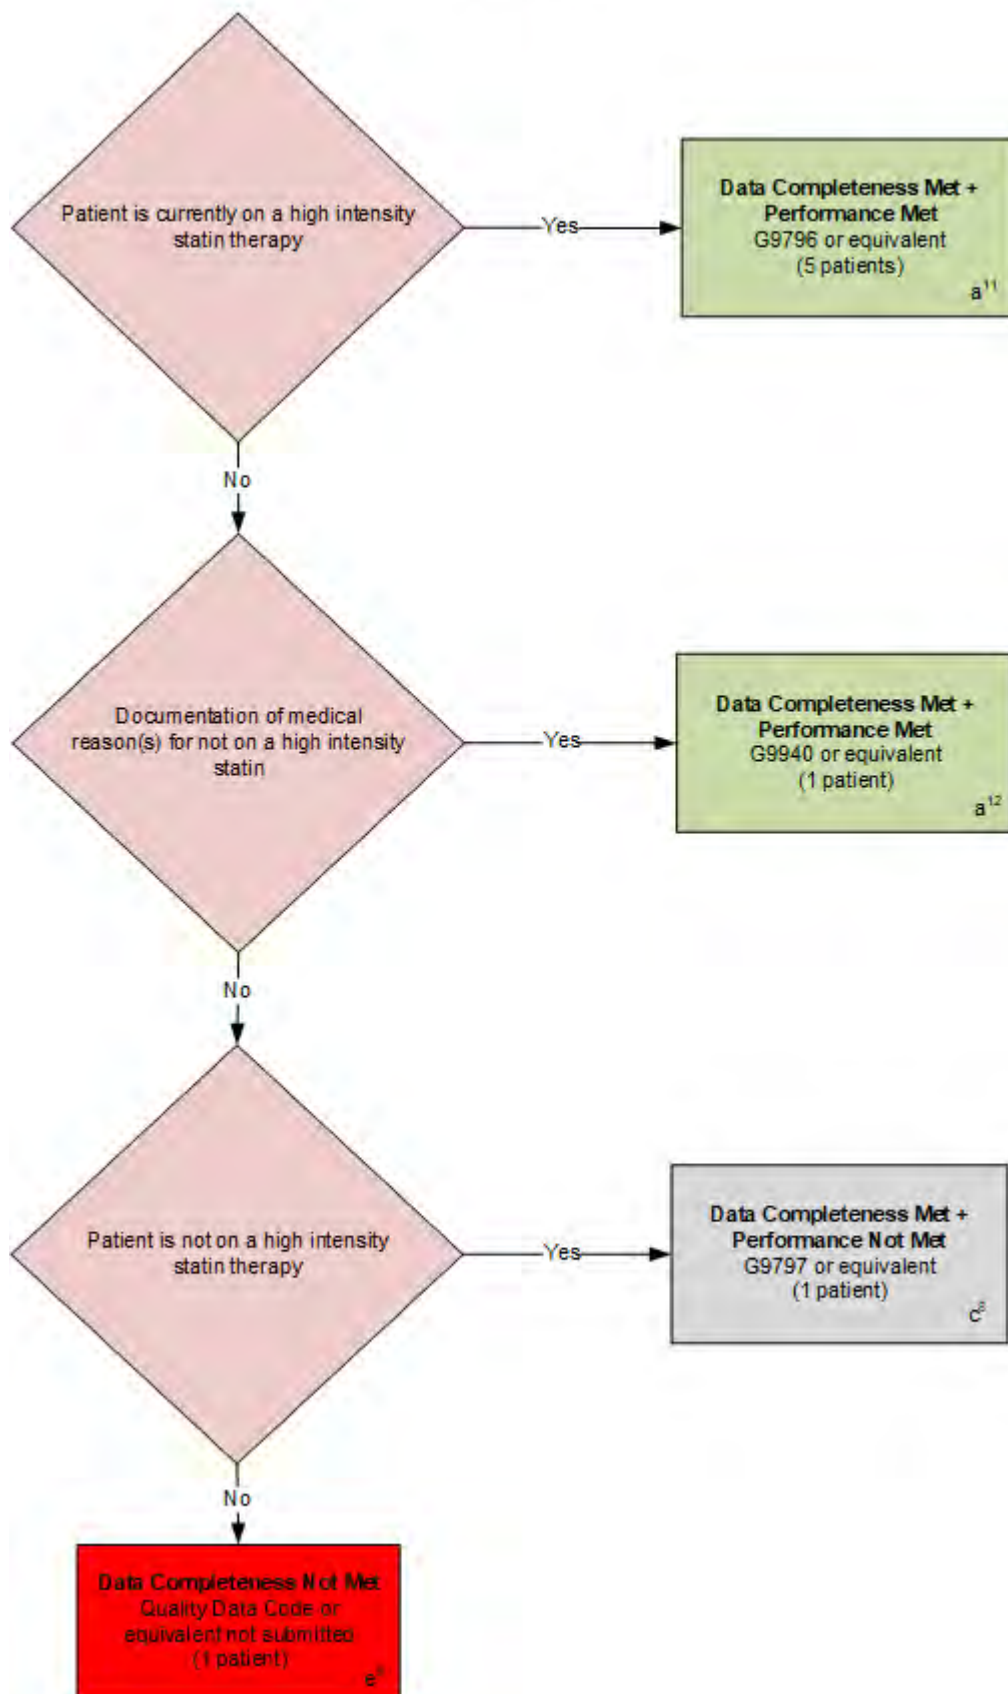 Patient is currently on a high intensity
statin therapy
Yes
Data Completeness Met +
Performance Met
G9796 or equivalent
(5 patients)
a¹¹
No
Documentation of medical
reason(s) for not on a high intensity
statin
Yes
Data Completeness Met +
Performance Met
G9940 or equivalent
(1 patient)
a¹²
No
Patient is not on a high intensity
statin therapy
Yes
Data Completeness Met +
Performance Not Met
G9797 or equivalent
(1 patient)
No
Data Completeness Not Met
Quality Data Code or
equivalent not submitted
(1 patient)